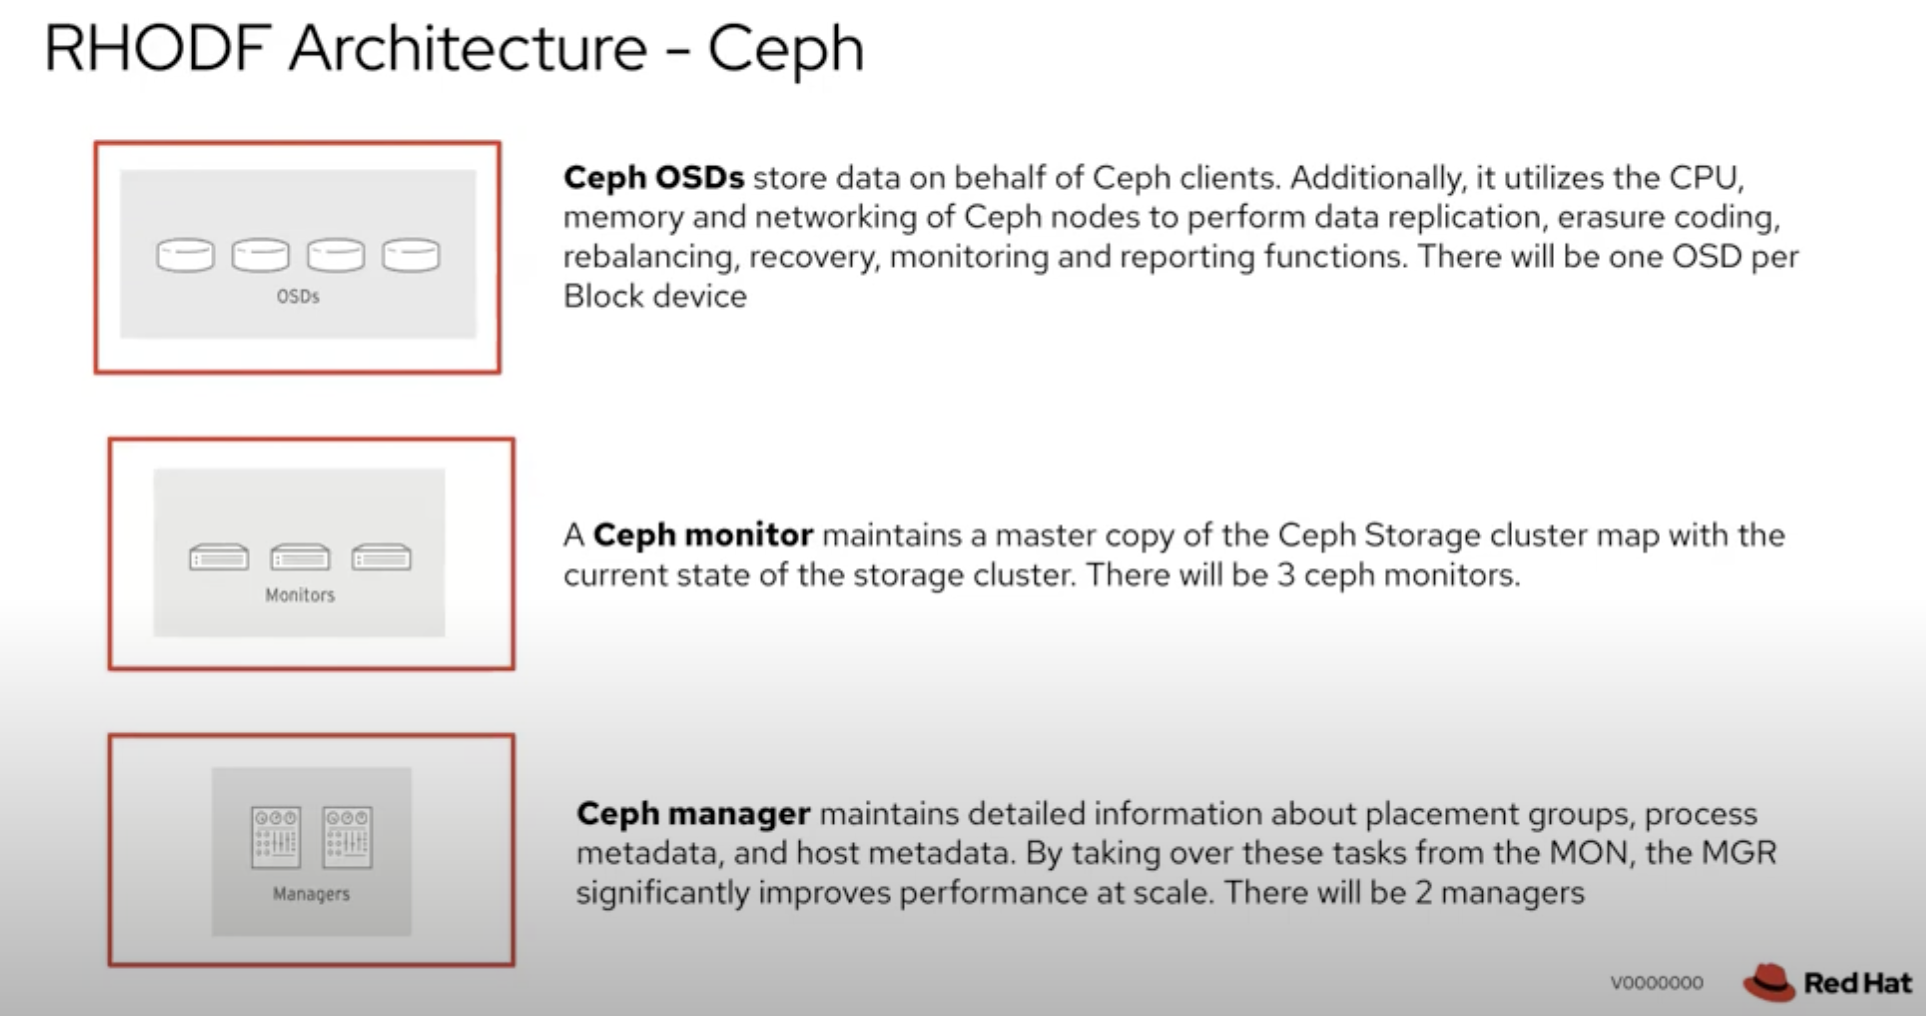 RHODF Architecture - Ceph
OSDs
Ceph OSDs store data on behalf of Ceph clients. Additionally, it utilizes the CPU,
memory and networking of Ceph nodes to perform data replication, erasure coding,
rebalancing, recovery, monitoring and reporting functions. There will be one OSD per
Block device
Monitors
A Ceph monitor maintains a master copy of the Ceph Storage cluster map with the
current state of the storage cluster. There will be 3 ceph monitors.
Managers
Ceph manager maintains detailed information about placement groups, process
metadata, and host metadata. By taking over these tasks from the MON, the MGR
significantly improves performance at scale. There will be 2 managers
V0000000
Red Hat